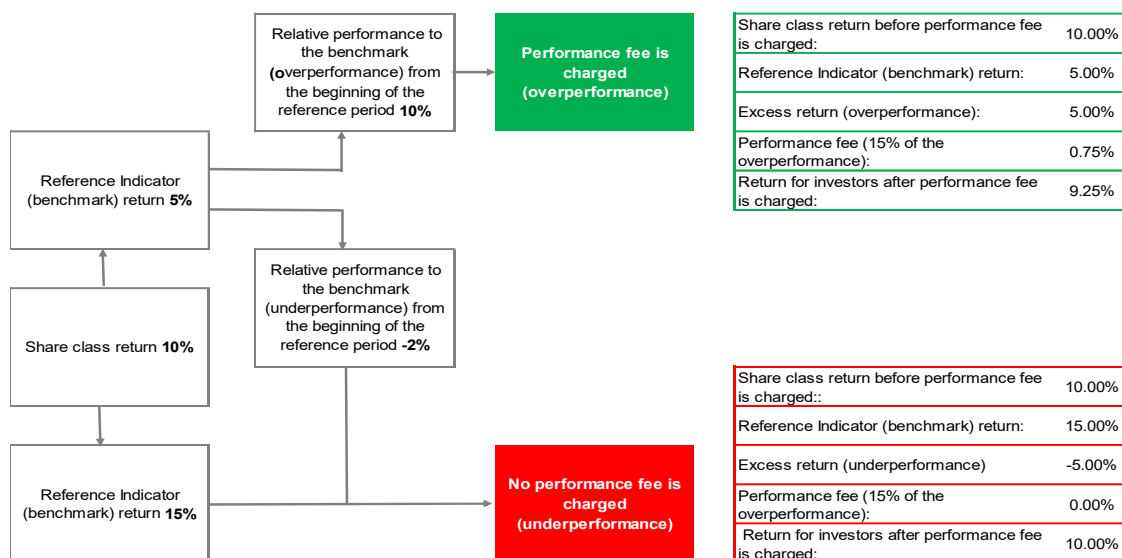 Relative performance to
the benchmark
(overperformance) from
the beginning of the
reference period 10%
Performance fee is
charged
(overperformance)
Reference Indicator
(benchmark) return 5%
Relative performance to
the benchmark
(underperformance) from
the beginning of the
reference period -2%
Share class return 10%
Reference Indicator
(benchmark) return 15%
No performance fee is
charged
(underperformance)
Share class return before performance fee
is charged:
10.00%
Reference Indicator (benchmark) return:
5.00%
Excess return (overperformance):
5.00%
Performance fee (15% of the
overperformance):
0.75%
Return for investors after performance fee
is charged:
9.25%
Share class return before performance fee
is charged::
10.00%
Reference Indicator (benchmark) return:
15.00%
Excess return (underperformance)
-5.00%
Performance fee (15% of the
overperformance):
0.00%
Return for investors after performance fee
is charged:
10.00%